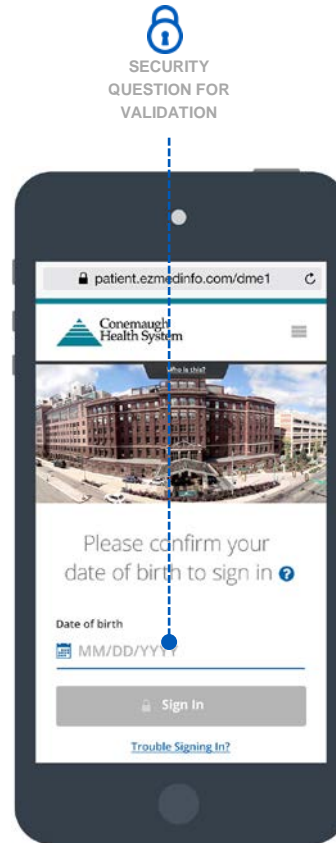 SECURITY
QUESTION FOR
VALIDATION
patient.ezmedinfo.com/dme1
Conemaugh
Health System
Who is this?
Please confirm your
date of birth to sign in ?
Date of birth
MM/DD/YYYY
Sign In
Trouble Signing In?